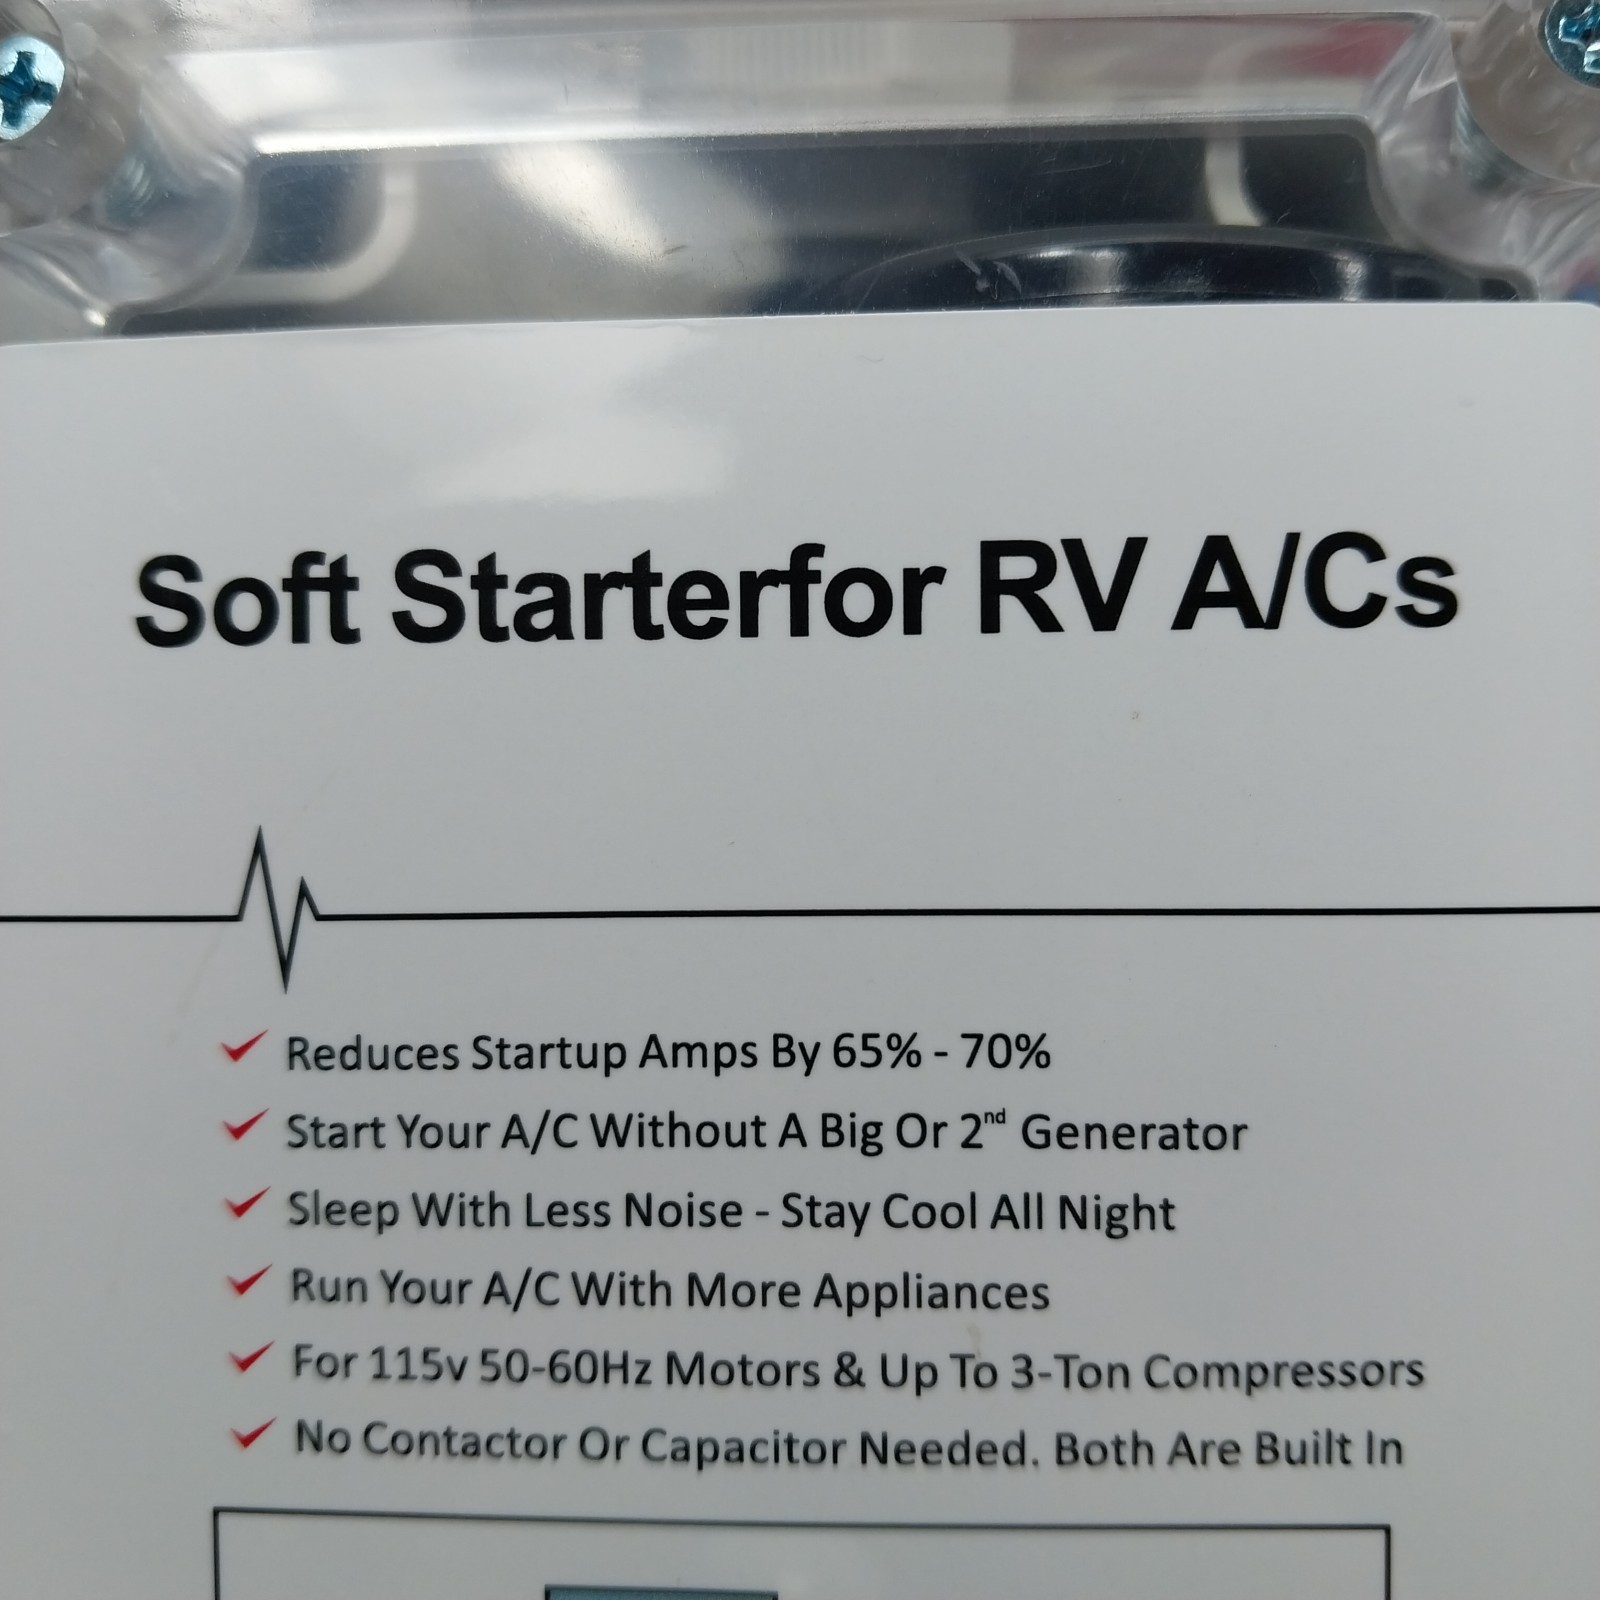 Soft Starterfor RV A/Cs
Reduces Startup Amps By 65% - 70%
Start Your A/C Without A Big Or 2nd Generator
Sleep With Less Noise - Stay Cool All Night
Run Your A/C With More Appliances
For 115v 50-60Hz Motors & Up To 3-Ton Compressors
No Contactor Or Capacitor Needed. Both Are Built In